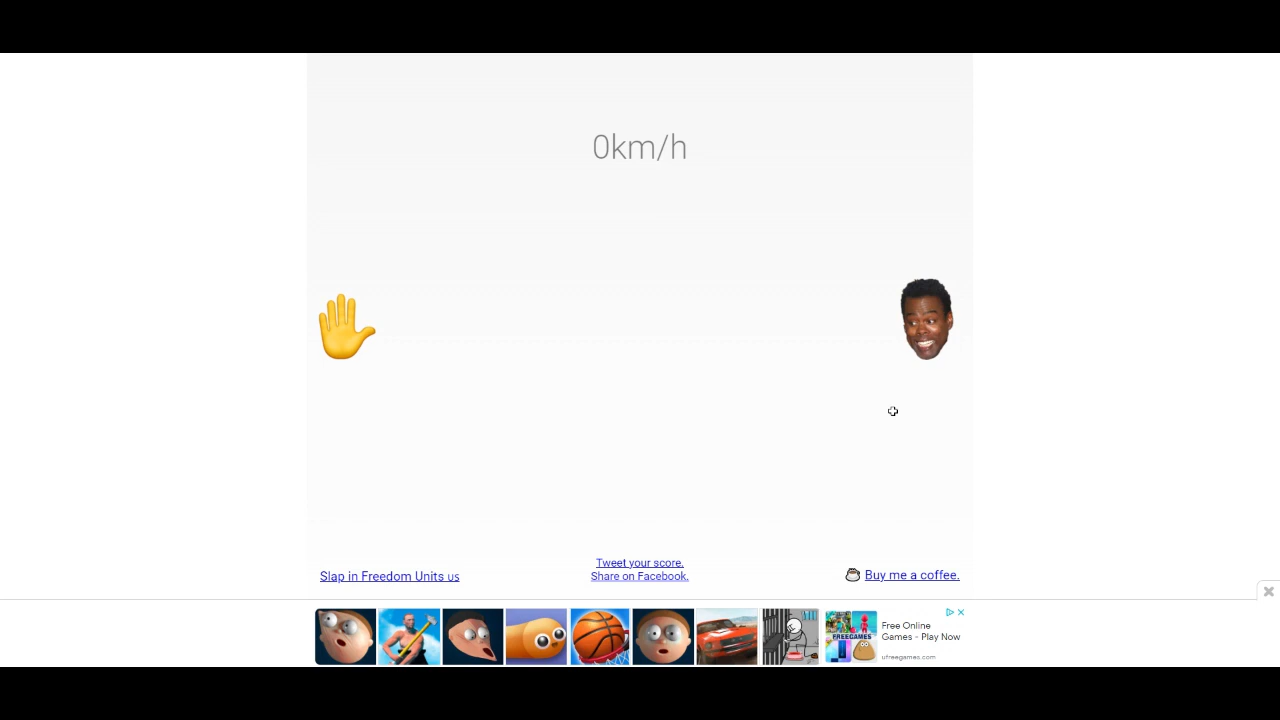 0km/h
Slap in Freedom Units us
Tweet your score.
Share on Facebook.
Buy me a coffee.
FREEGAMES
Free Online
Games - Play Now
ufreegames.com